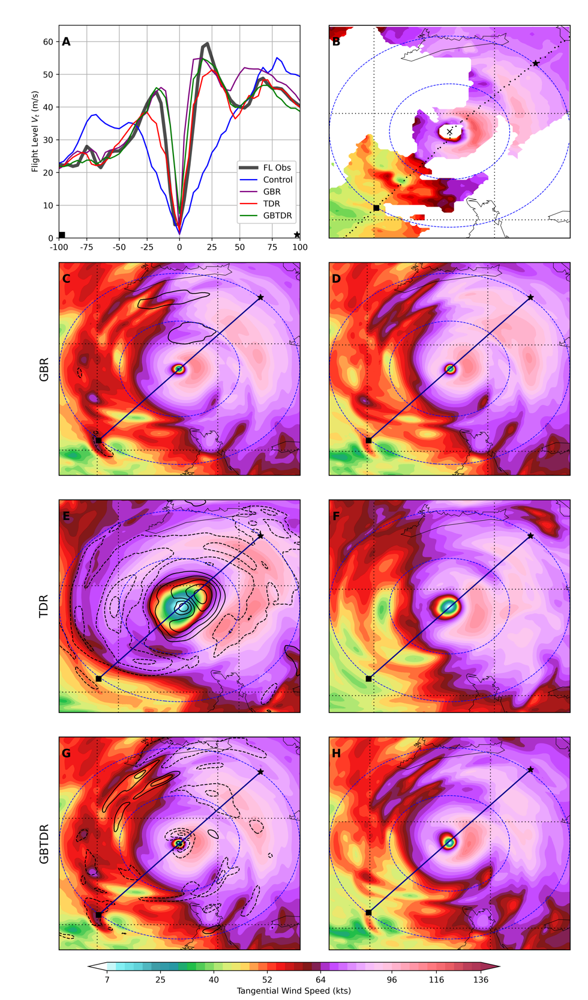 A
Flight Level Vt (m/s)
60
50
40
30
20
10
0
-100 -75 -50 -25 0 25 50 75 100
FL Obs
Control
GBR
TDR
GBTDR
B
GBR
C
D
TDR
E
F
GBTDR
G
H
7 25 40 52 64 80 96 116 136
Tangential Wind Speed (kts)